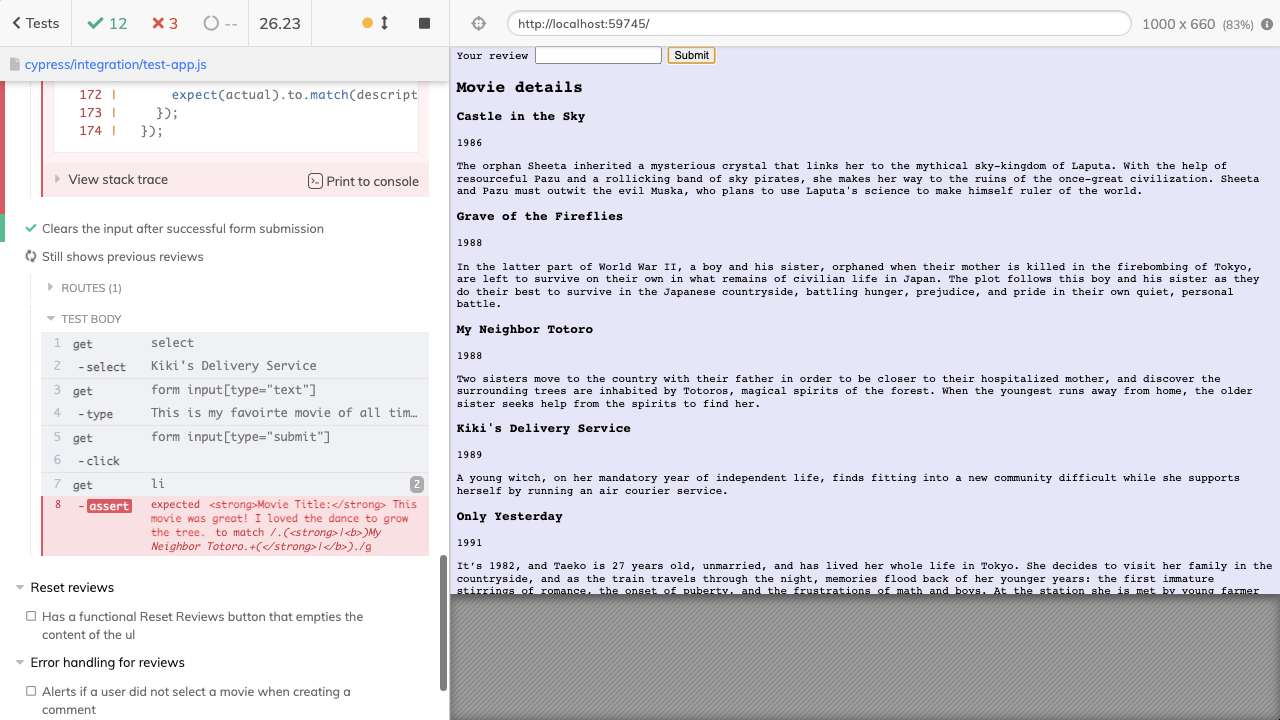 Tests
12
3
--
26.23
http://localhost:59745/
1000 x 660 (83%)
cypress/integration/test-app.js
172 | expect(actual).to.match(descript
173 | });
174 | });
View stack trace
Print to console
Clears the input after successful form submission
Still shows previous reviews
ROUTES (1)
TEST BODY
1 get select
2 -select Kiki's Delivery Service
3 get form input[type="text"]
4 -type This is my favoirte movie of all tim…
5 get form input[type="submit"]
6 -click
7 get li 2
8 -assert expected <strong>Movie Title:</strong> This
movie was great! I loved the dance to grow
the tree. to match /.(<strong>|<b>)My
Neighbor Totoro.+(</strong>|</b>)./g
Reset reviews
Has a functional Reset Reviews button that empties the
content of the ul
Error handling for reviews
Alerts if a user did not select a movie when creating a
comment
Your review Submit
Movie details
Castle in the Sky
1986
The orphan Sheeta inherited a mysterious crystal that links her to the mythical sky-kingdom of Laputa. With the help of
resourceful Pazu and a rollicking band of sky pirates, she makes her way to the ruins of the once-great civilization. Sheeta
and Pazu must outwit the evil Muska, who plans to use Laputa's science to make himself ruler of the world.
Grave of the Fireflies
1988
In the latter part of World War II, a boy and his sister, orphaned when their mother is killed in the firebombing of Tokyo,
are left to survive on their own in what remains of civilian life in Japan. The plot follows this boy and his sister as they
do their best to survive in the Japanese countryside, battling hunger, prejudice, and pride in their own quiet, personal
battle.
My Neighbor Totoro
1988
Two sisters move to the country with their father in order to be closer to their hospitalized mother, and discover the
surrounding trees are inhabited by Totoros, magical spirits of the forest. When the youngest runs away from home, the older
sister seeks help from the spirits to find her.
Kiki's Delivery Service
1989
A young witch, on her mandatory year of independent life, finds fitting into a new community difficult while she supports
herself by running an air courier service.
Only Yesterday
1991
It’s 1982, and Taeko is 27 years old, unmarried, and has lived her whole life in Tokyo. She decides to visit her family in the
countryside, and as the train travels through the night, memories flood back of her younger years: the first immature
stirrings of romance, the onset of puberty, and the frustrations of math and boys. At the station she is met by young farmer